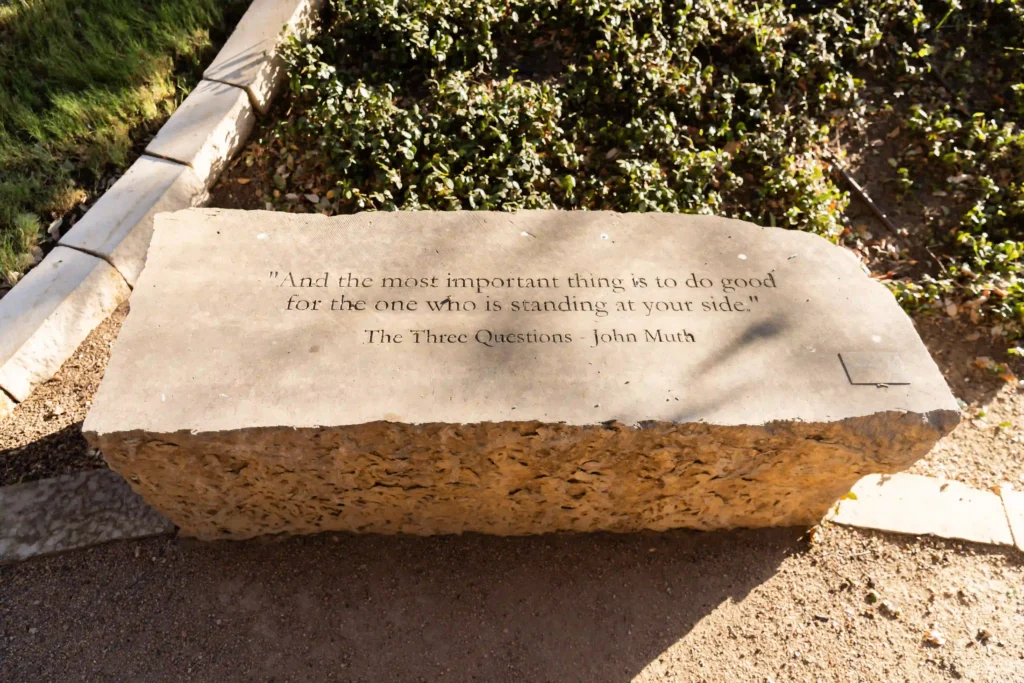 "And the most important thing is to do good
for the one who is standing at your side."
The Three Questions - John Muth